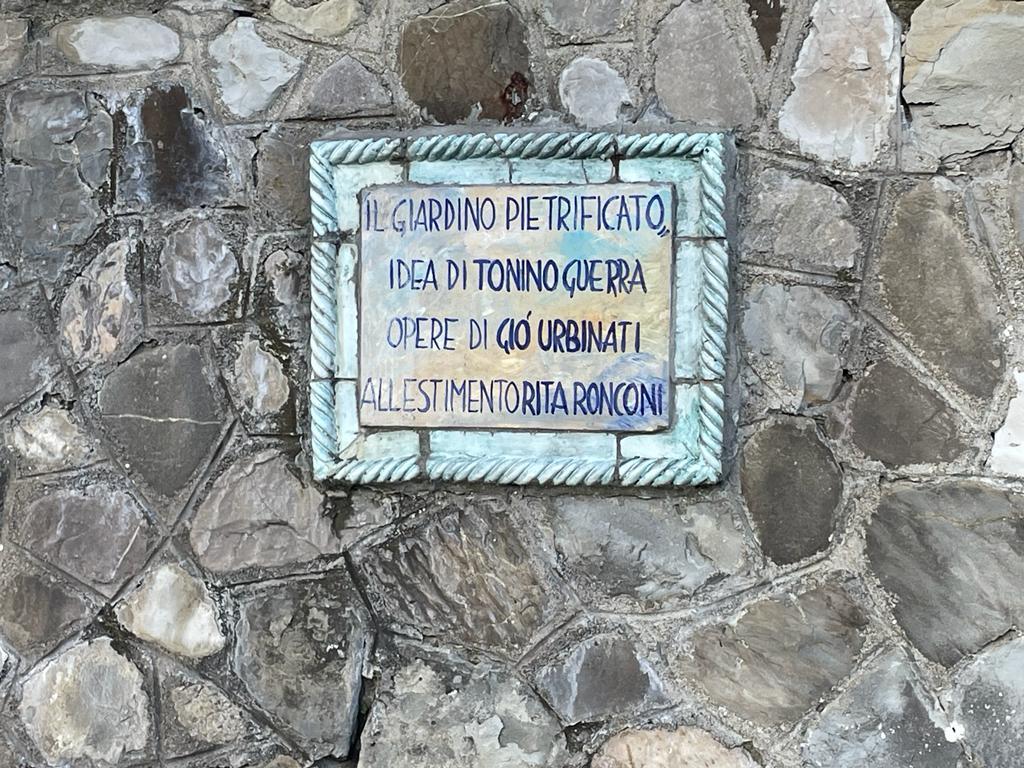 IL GIARDINO PIETRIFICATO,,
IDEA DI TONINO GUERRA
OPERE DI GIÓ URBINATI
ALLESTIMENTO RITA RONCONI